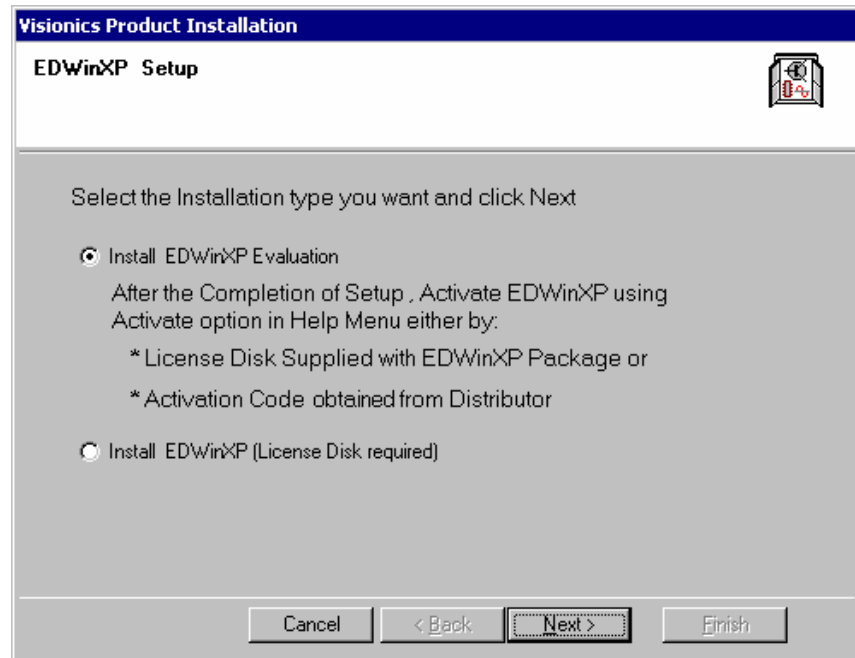 Visionics Product Installation
EDWinXP Setup
Select the Installation type you want and click Next
Install EDWinXP Evaluation
After the Completion of Setup , Activate EDWinXP using
Activate option in Help Menu either by:
* License Disk Supplied with EDWinXP Package or
* Activation Code obtained from Distributor
Install EDWinXP (License Disk required)
Cancel < Back Next > Finish